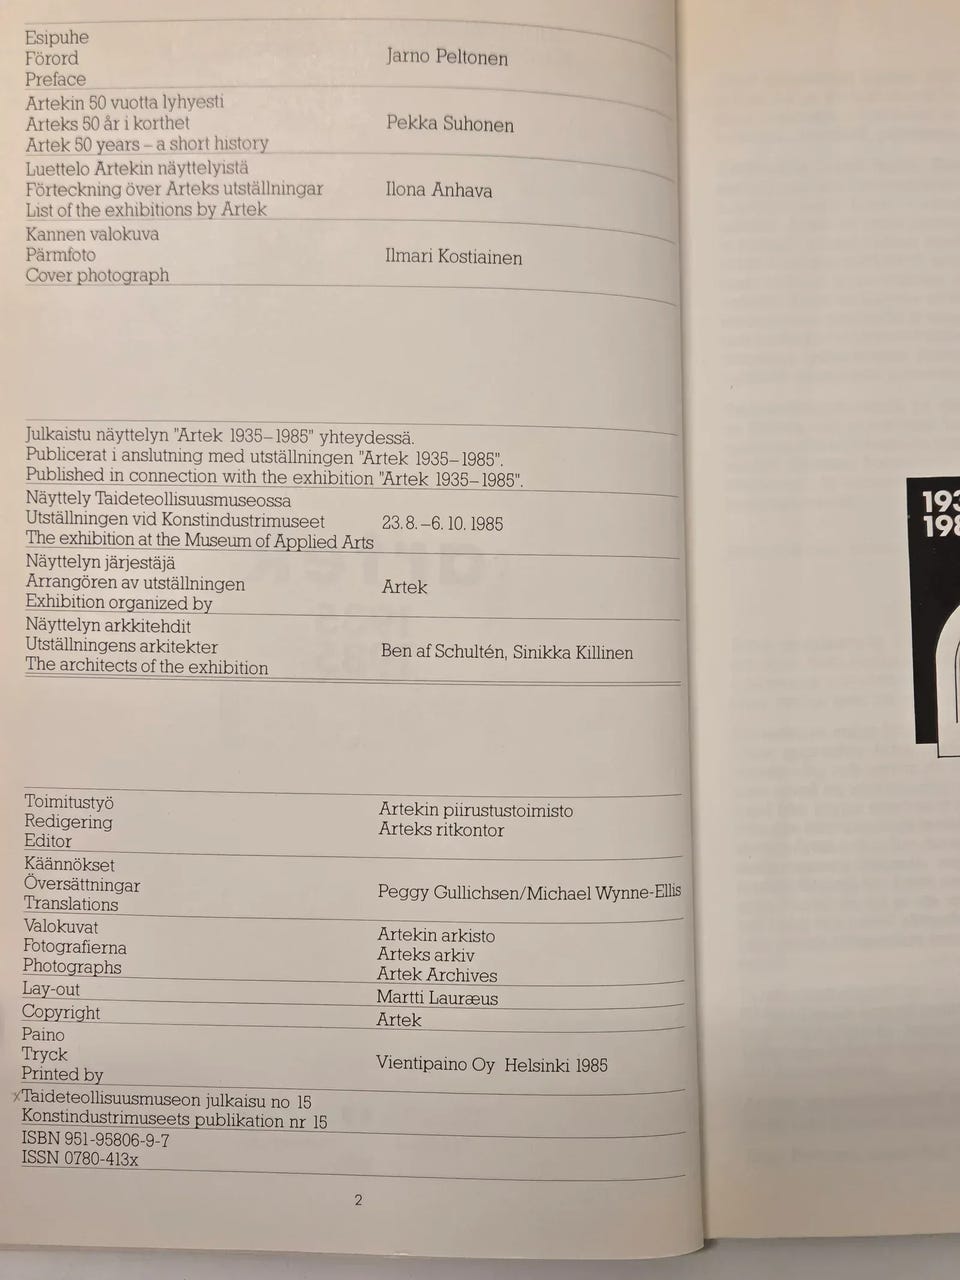 Esipuhe
Förord
Preface
Jarno Peltonen
Artekin 50 vuotta lyhyesti
Arteks 50 år i korthet
Artek 50 years – a short history
Pekka Suhonen
Luettelo Artekin näyttelyistä
Förteckning över Arteks utställningar
List of the exhibitions by Artek
Ilona Anhava
Kannen valokuva
Pärmfoto
Cover photograph
Ilmari Kostiainen
Julkaistu näyttelyn "Artek 1935–1985" yhteydessä.
Publicerat i anslutning med utställningen "Artek 1935–1985".
Published in connection with the exhibition "Artek 1935–1985".
Näyttely Taideteollisuusmuseossa
Utställningen vid Konstindustrimuseet
The exhibition at the Museum of Applied Arts
23.8.–6.10.1985
Näyttelyn järjestäjä
Arrangören av utställningen
Exhibition organized by
Artek
Näyttelyn arkkitehdit
Utställningens arkitekter
The architects of the exhibition
Ben af Schultén, Sinikka Killinen
Toimitustyö
Redigering
Editor
Artekin piirustustoimisto
Arteks ritkontor
Käännökset
Översättningar
Translations
Peggy Gullichsen/Michael Wynne-Ellis
Valokuvat
Fotografierna
Photographs
Artekin arkisto
Arteks arkiv
Artek Archives
Lay-out
Martti Lauræus
Copyright
Artek
Paino
Tryck
Printed by
Vientipaino Oy Helsinki 1985
Taideteollisuusmuseon julkaisu no 15
Konstindustrimuseets publikation nr 15
ISBN 951-95806-9-7
ISSN 0780-413x
2